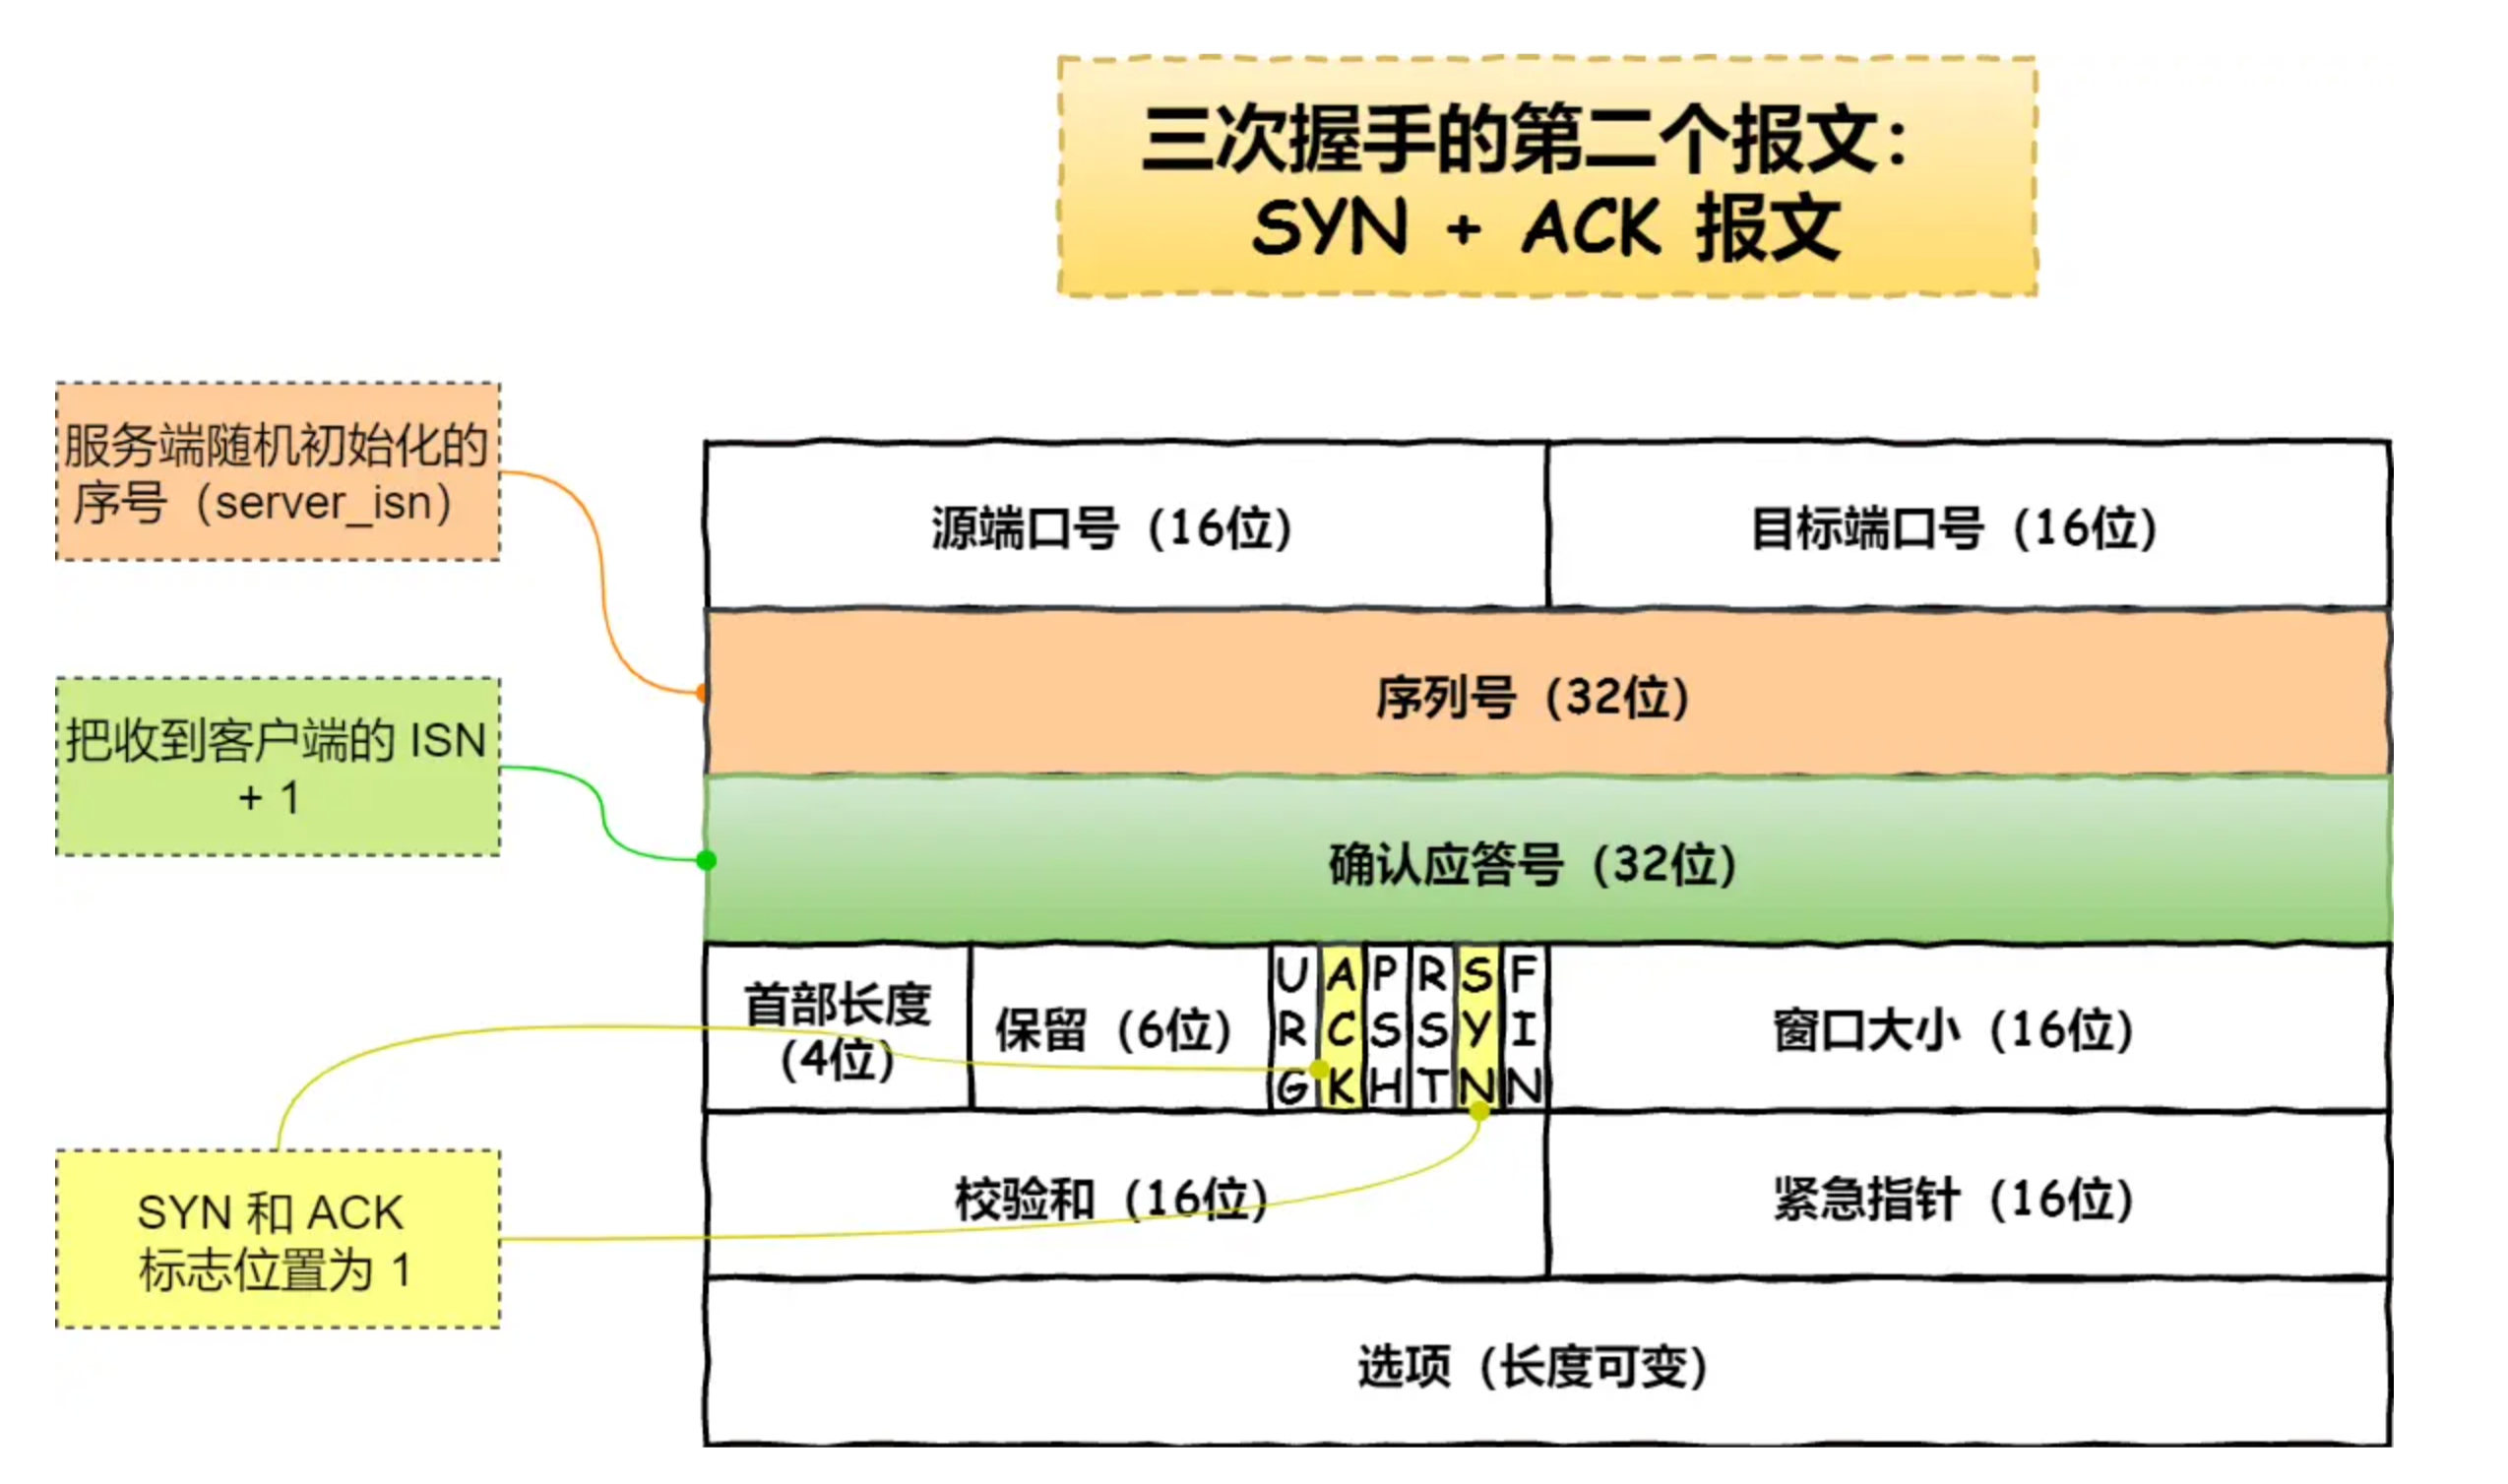 三次握手的第二个报文：
SYN + ACK 报文
服务端随机初始化的
序号（server_isn）
把收到客户端的 ISN
+ 1
SYN 和 ACK
标志位置为 1
源端口号（16位）
目标端口号（16位）
序列号（32位）
确认应答号（32位）
首部长度
(4位)
保留（6位）
URG
ACK
PSH
RST
SYN
FIN
窗口大小（16位）
校验和（16位）
紧急指针（16位）
选项（长度可变）